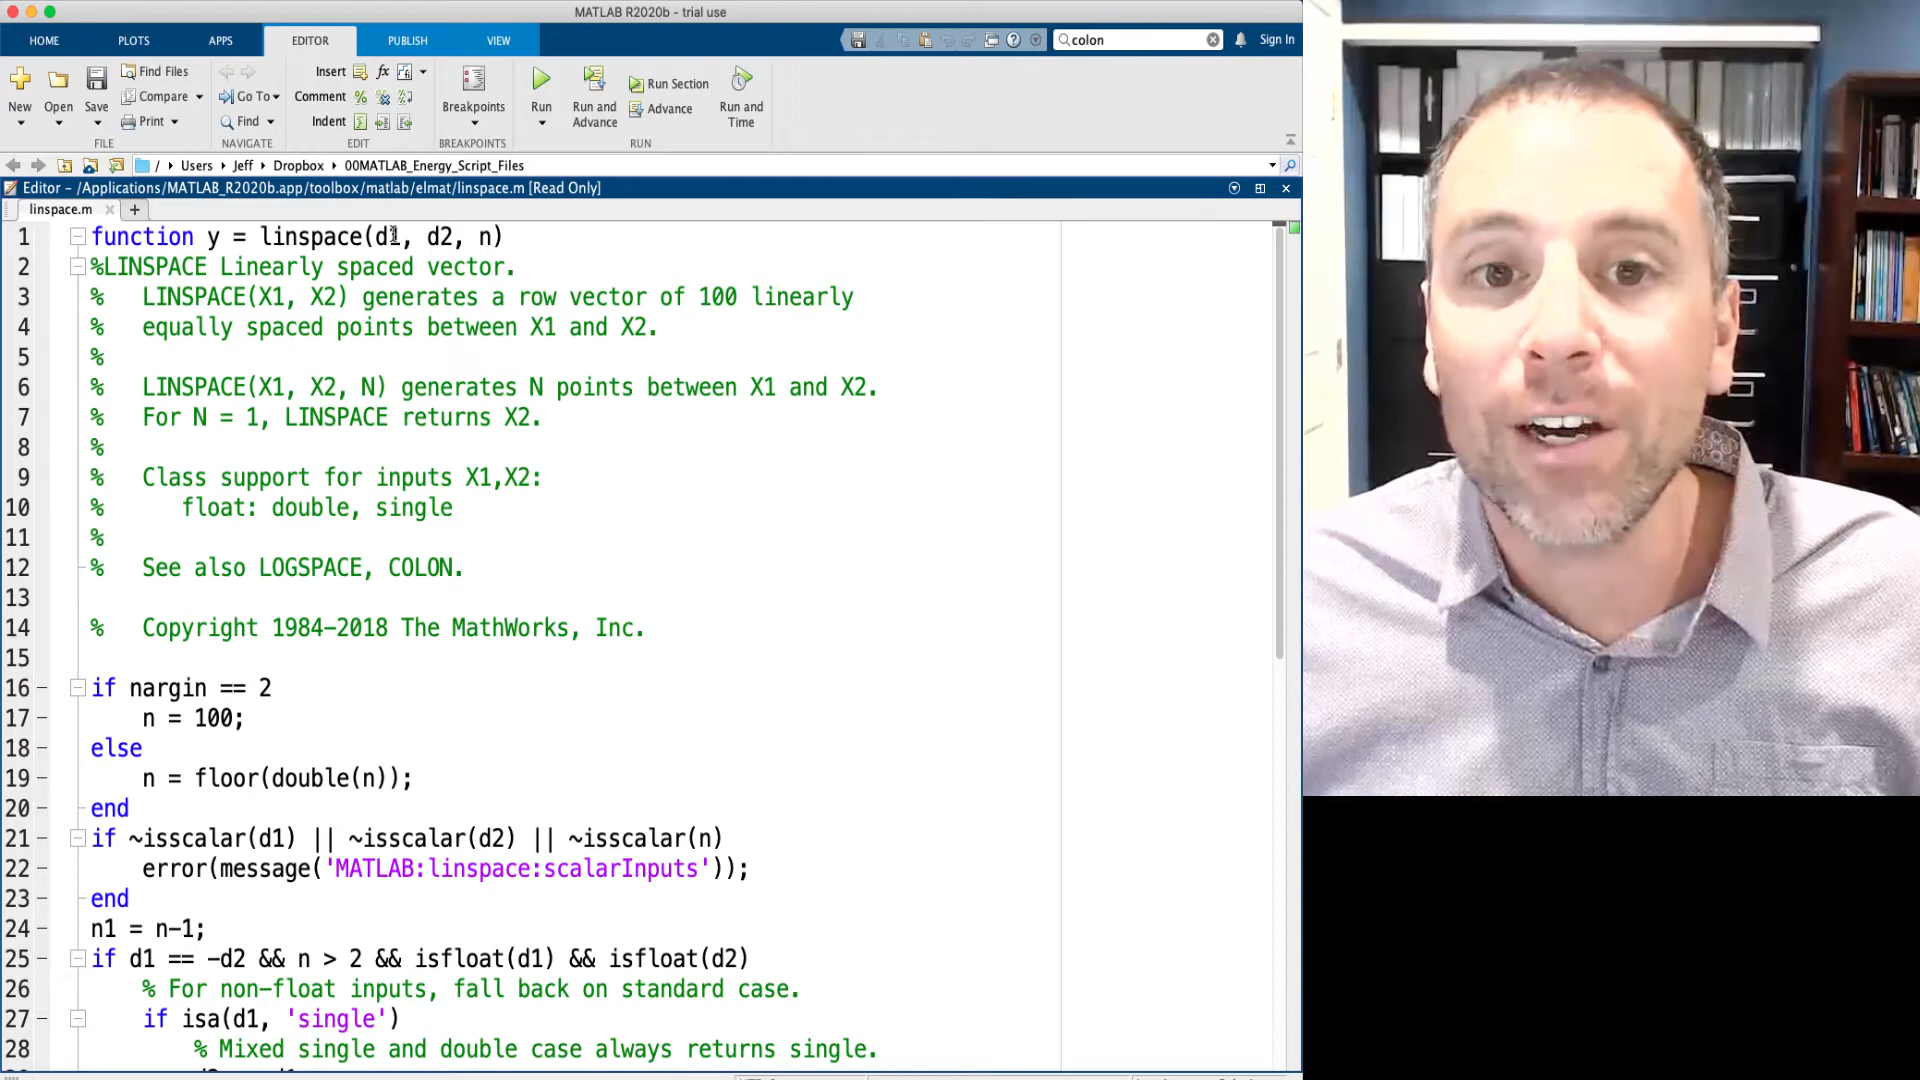 MATLAB R2020b - trial use
HOME PLOTS APPS EDITOR PUBLISH VIEW colon Sign In
New Open Save Find Files Compare Print FILE
Go To Find NAVIGATE
Insert fx Comment Indent EDIT
Breakpoints BREAKPOINTS
Run Run and Advance Run Section Advance Run and Time RUN
/ Users Jeff Dropbox 00MATLAB_Energy_Script_Files
Editor - /Applications/MATLAB_R2020b.app/toolbox/matlab/elmat/linspace.m [Read Only]
linspace.m
1 function y = linspace(d1, d2, n)
2 %LINSPACE Linearly spaced vector.
3 % LINSPACE(X1, X2) generates a row vector of 100 linearly
4 % equally spaced points between X1 and X2.
5 %
6 % LINSPACE(X1, X2, N) generates N points between X1 and X2.
7 % For N = 1, LINSPACE returns X2.
8 %
9 % Class support for inputs X1,X2:
10 % float: double, single
11 %
12 % See also LOGSPACE, COLON.
13
14 % Copyright 1984-2018 The MathWorks, Inc.
15
16 if nargin == 2
17 n = 100;
18 else
19 n = floor(double(n));
20 end
21 if ~isscalar(d1) || ~isscalar(d2) || ~isscalar(n)
22 error(message('MATLAB:linspace:scalarInputs'));
23 end
24 n1 = n-1;
25 if d1 == -d2 && n > 2 && isfloat(d1) && isfloat(d2)
26 % For non-float inputs, fall back on standard case.
27 if isa(d1, 'single')
28 % Mixed single and double case always returns single.